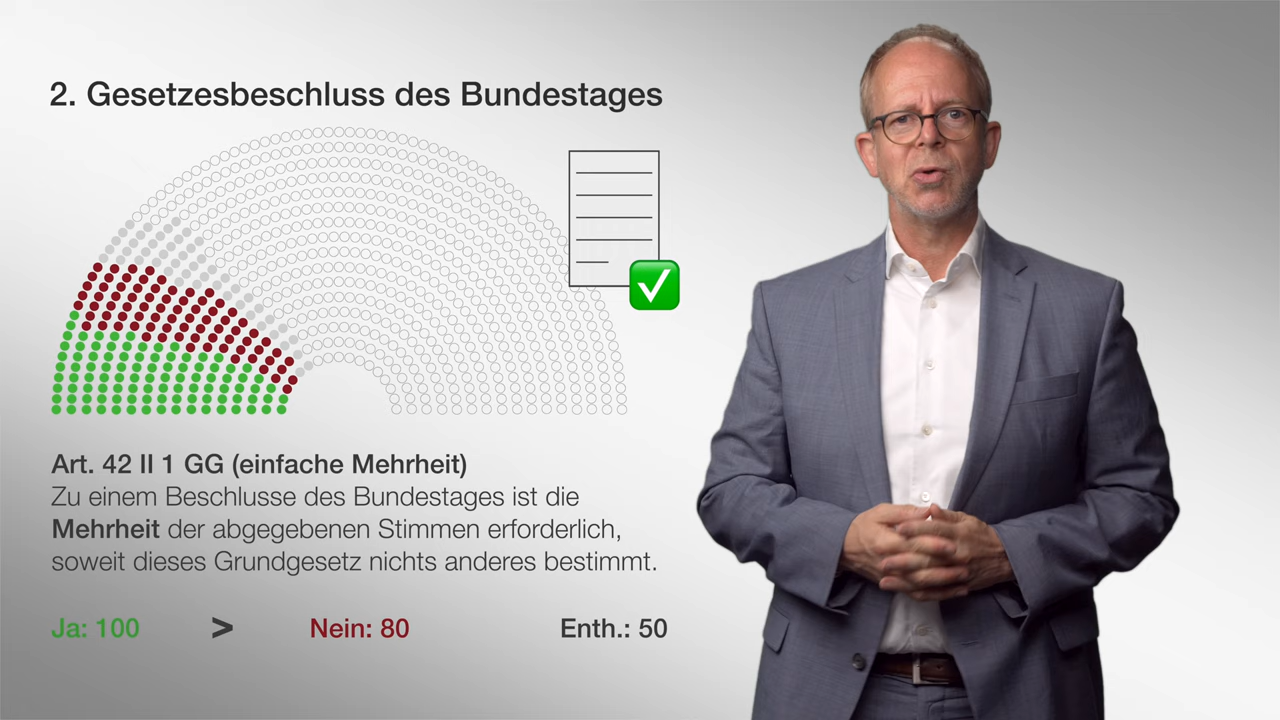 2. Gesetzesbeschluss des Bundestages
Art. 42 II 1 GG (einfache Mehrheit)
Zu einem Beschlusse des Bundestages ist die
Mehrheit der abgegebenen Stimmen erforderlich,
soweit dieses Grundgesetz nichts anderes bestimmt.
Ja: 100 > Nein: 80 Enth.: 50